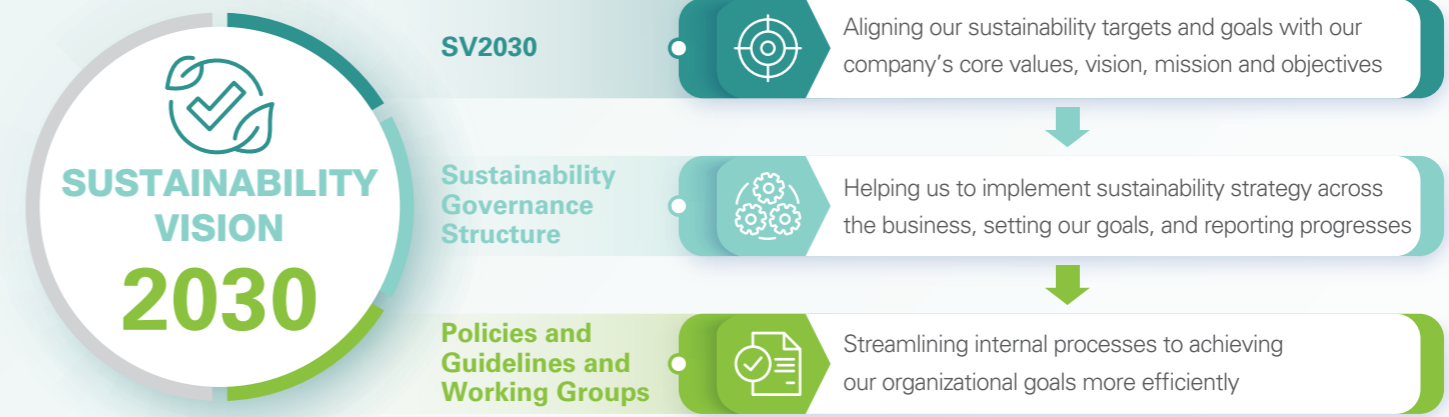 SUSTAINABILITY
VISION
2030
SV2030
Aligning our sustainability targets and goals with our
company's core values, vision, mission and objectives
Sustainability
Governance
Structure
Helping us to implement sustainability strategy across
the business, setting our goals, and reporting progresses
Policies and
Guidelines and
Working Groups
Streamlining internal processes to achieving
our organizational goals more efficiently